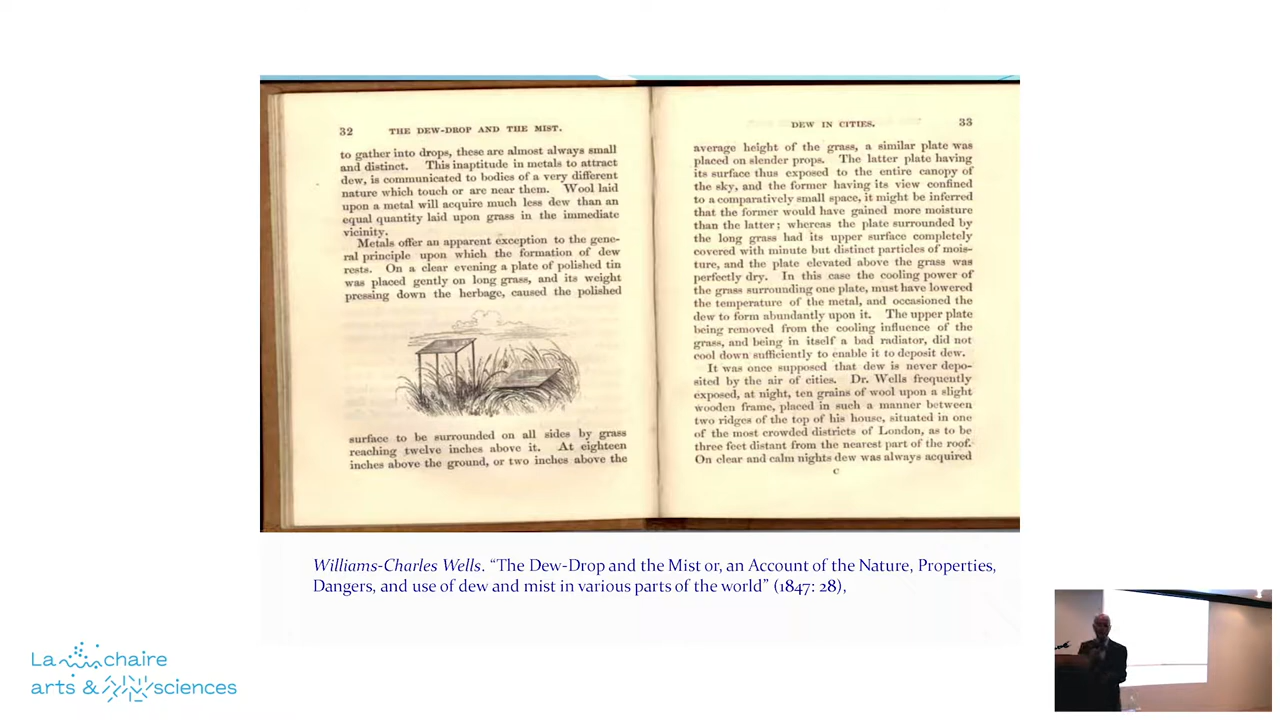 32 THE DEW-DROP AND THE MIST.
to gather into drops, these are almost always small
and distinct. This inaptitude in metals to attract
dew, is communicated to bodies of a very different
nature which touch or are near them. Wool laid
upon a metal will acquire much less dew than an
equal quantity laid upon grass in the immediate
vicinity.
Metals offer an apparent exception to the gene-
ral principle upon which the formation of dew
rests. On a clear evening a plate of polished tin
was placed gently on long grass, and its weight
pressing down the herbage, caused the polished
surface to be surrounded on all sides by grass
reaching twelve inches above it. At eighteen
inches above the ground, or two inches above the
DEW IN CITIES. 33
average height of the grass, a similar plate was
placed on slender props. The latter plate having
its surface thus exposed to the entire canopy of
the sky, and the former having its view confined
to a comparatively small space, it might be inferred
that the former would have gained more moisture
than the latter; whereas the plate surrounded by
the long grass had its upper surface completely
covered with minute but distinct particles of mois-
ture, and the plate elevated above the grass was
perfectly dry. In this case the cooling power of
the grass surrounding one plate, must have lowered
the temperature of the metal, and occasioned the
dew to form abundantly upon it. The upper plate
being removed from the cooling influence of the
grass, and being in itself a bad radiator, did not
cool down sufficiently to enable it to deposit dew.
It was once supposed that dew is never depo-
sited by the air of cities. Dr. Wells frequently
exposed, at night, ten grains of wool upon a slight
wooden frame, placed in such a manner between
two ridges of the top of his house, situated in one
of the most crowded districts of London, as to be
three feet distant from the nearest part of the roof.
On clear and calm nights dew was always acquired
C
Williams-Charles Wells. “The Dew-Drop and the Mist or, an Account of the Nature, Properties,
Dangers, and use of dew and mist in various parts of the world” (1847: 28),
La chaire
arts & sciences